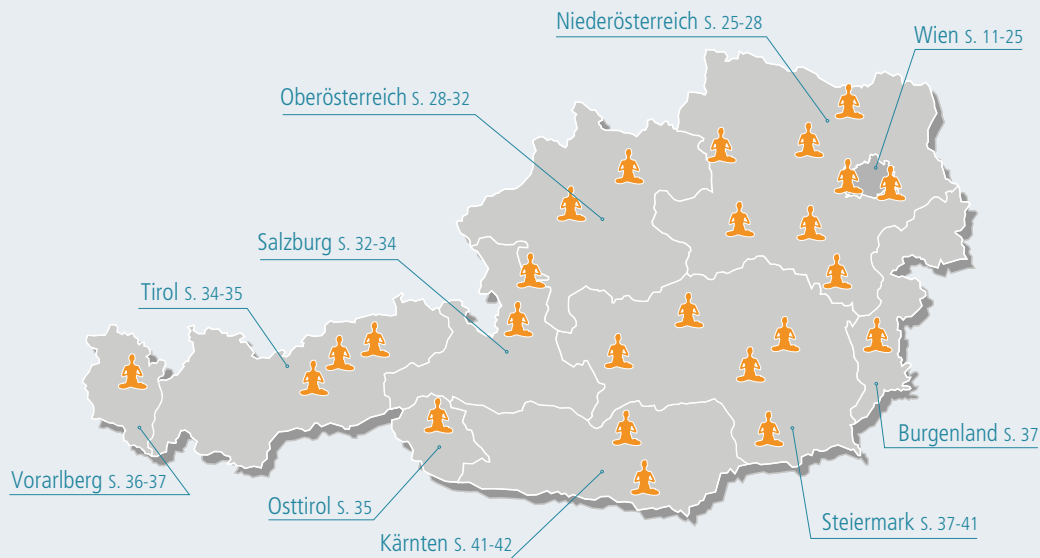 Niederösterreich S. 25-28
Wien S. 11-25
Oberösterreich S. 28-32
Salzburg S. 32-34
Tirol S. 34-35
Burgenland S. 37
Vorarlberg S. 36-37
Osttirol S. 35
Steiermark S. 37-41
Kärnten S. 41-42